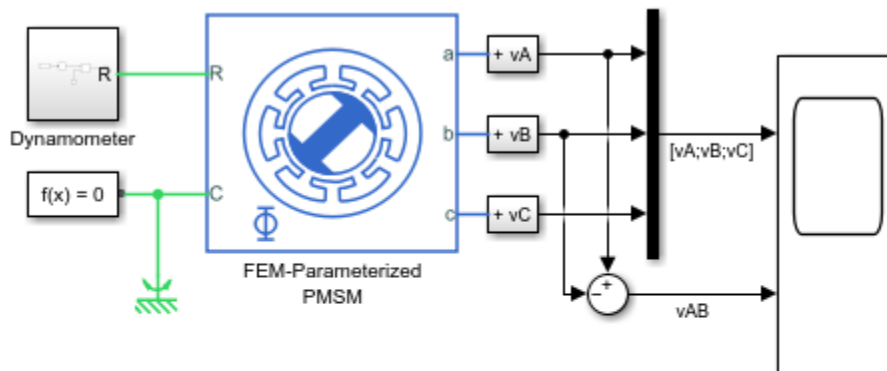 R
Dynamometer
f(x) = 0
R
C
a
b
c
Φ
FEM-Parameterized
PMSM
+ vA
+ vB
+ vC
[vA;vB;vC]
+
−
vAB